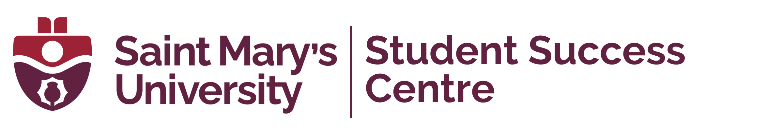 Saint Mary's
University
Student Success
Centre